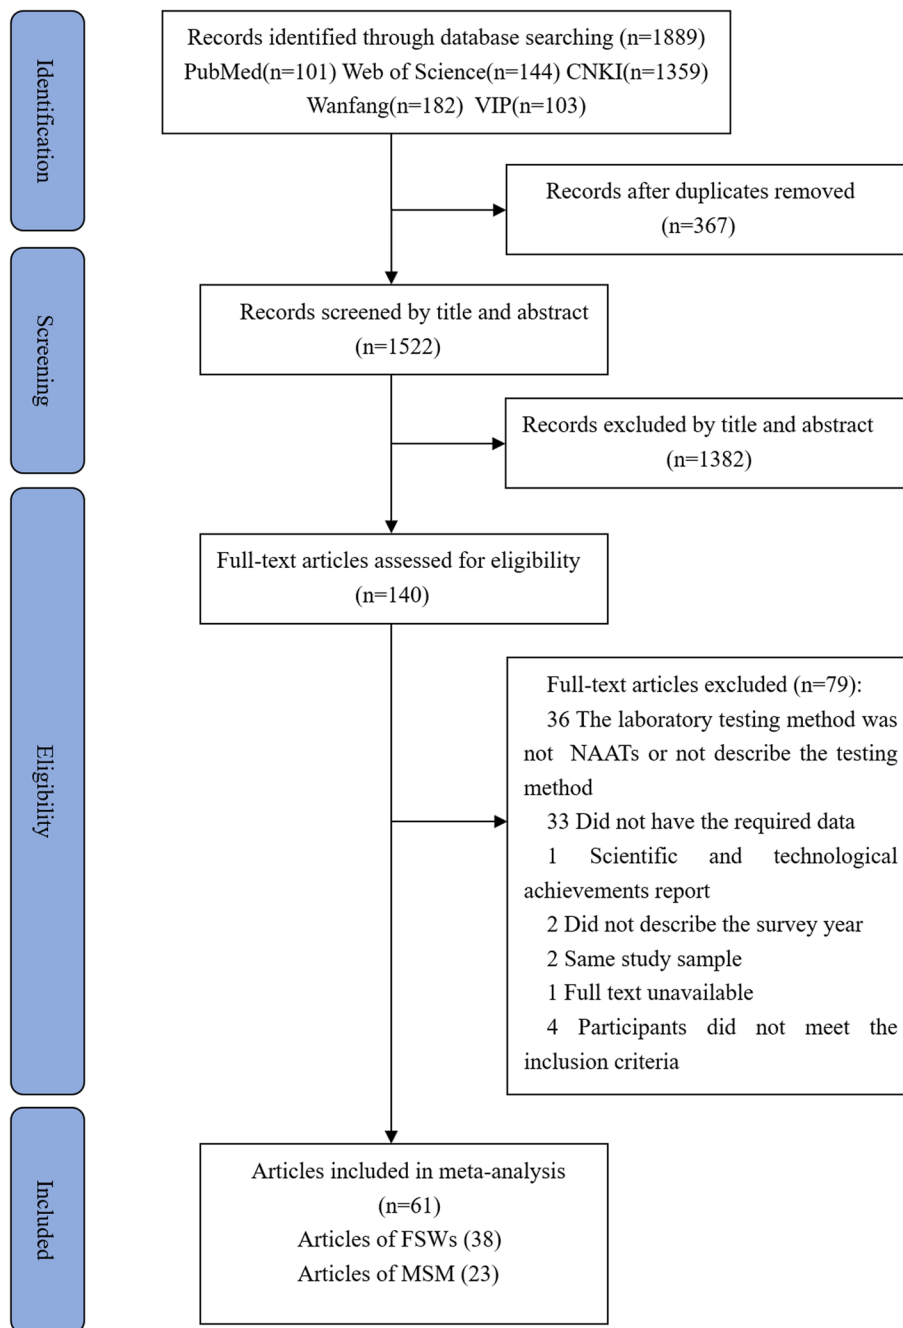 Identification
Records identified through database searching (n=1889)
PubMed(n=101) Web of Science(n=144) CNKI(n=1359)
Wanfang(n=182) VIP(n=103)
Records after duplicates removed
(n=367)
Screening
Records screened by title and abstract
(n=1522)
Records excluded by title and abstract
(n=1382)
Eligibility
Full-text articles assessed for eligibility
(n=140)
Full-text articles excluded (n=79):
36 The laboratory testing method was
not NAATs or not describe the testing
method
33 Did not have the required data
1 Scientific and technological
achievements report
2 Did not describe the survey year
2 Same study sample
1 Full text unavailable
4 Participants did not meet the
inclusion criteria
Included
Articles included in meta-analysis
(n=61)
Articles of FSWs (38)
Articles of MSM (23)